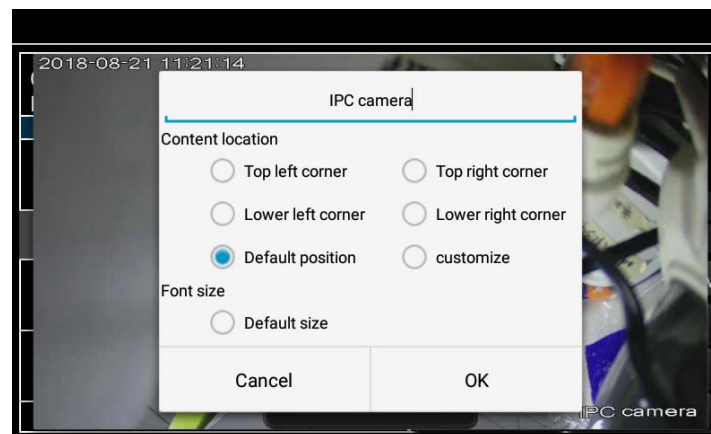 2018-08-21 11:21:14
IPC camera
Content location
Top left corner
Top right corner
Lower left corner
Lower right corner
Default position
customize
Font size
Default size
Cancel
OK
IPC camera